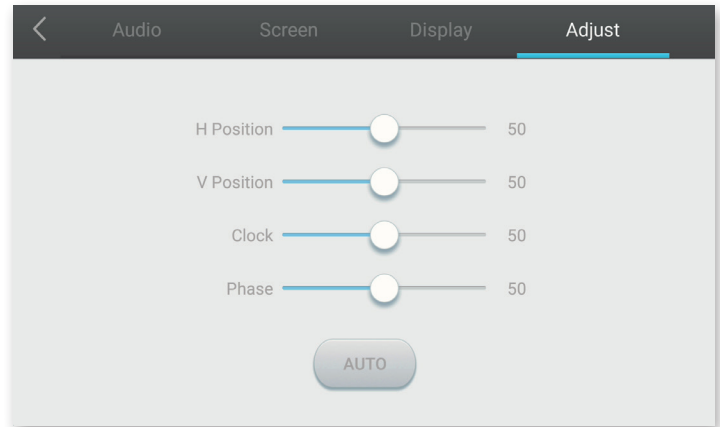 Audio Screen Display Adjust
H Position 50
V Position 50
Clock 50
Phase 50
AUTO